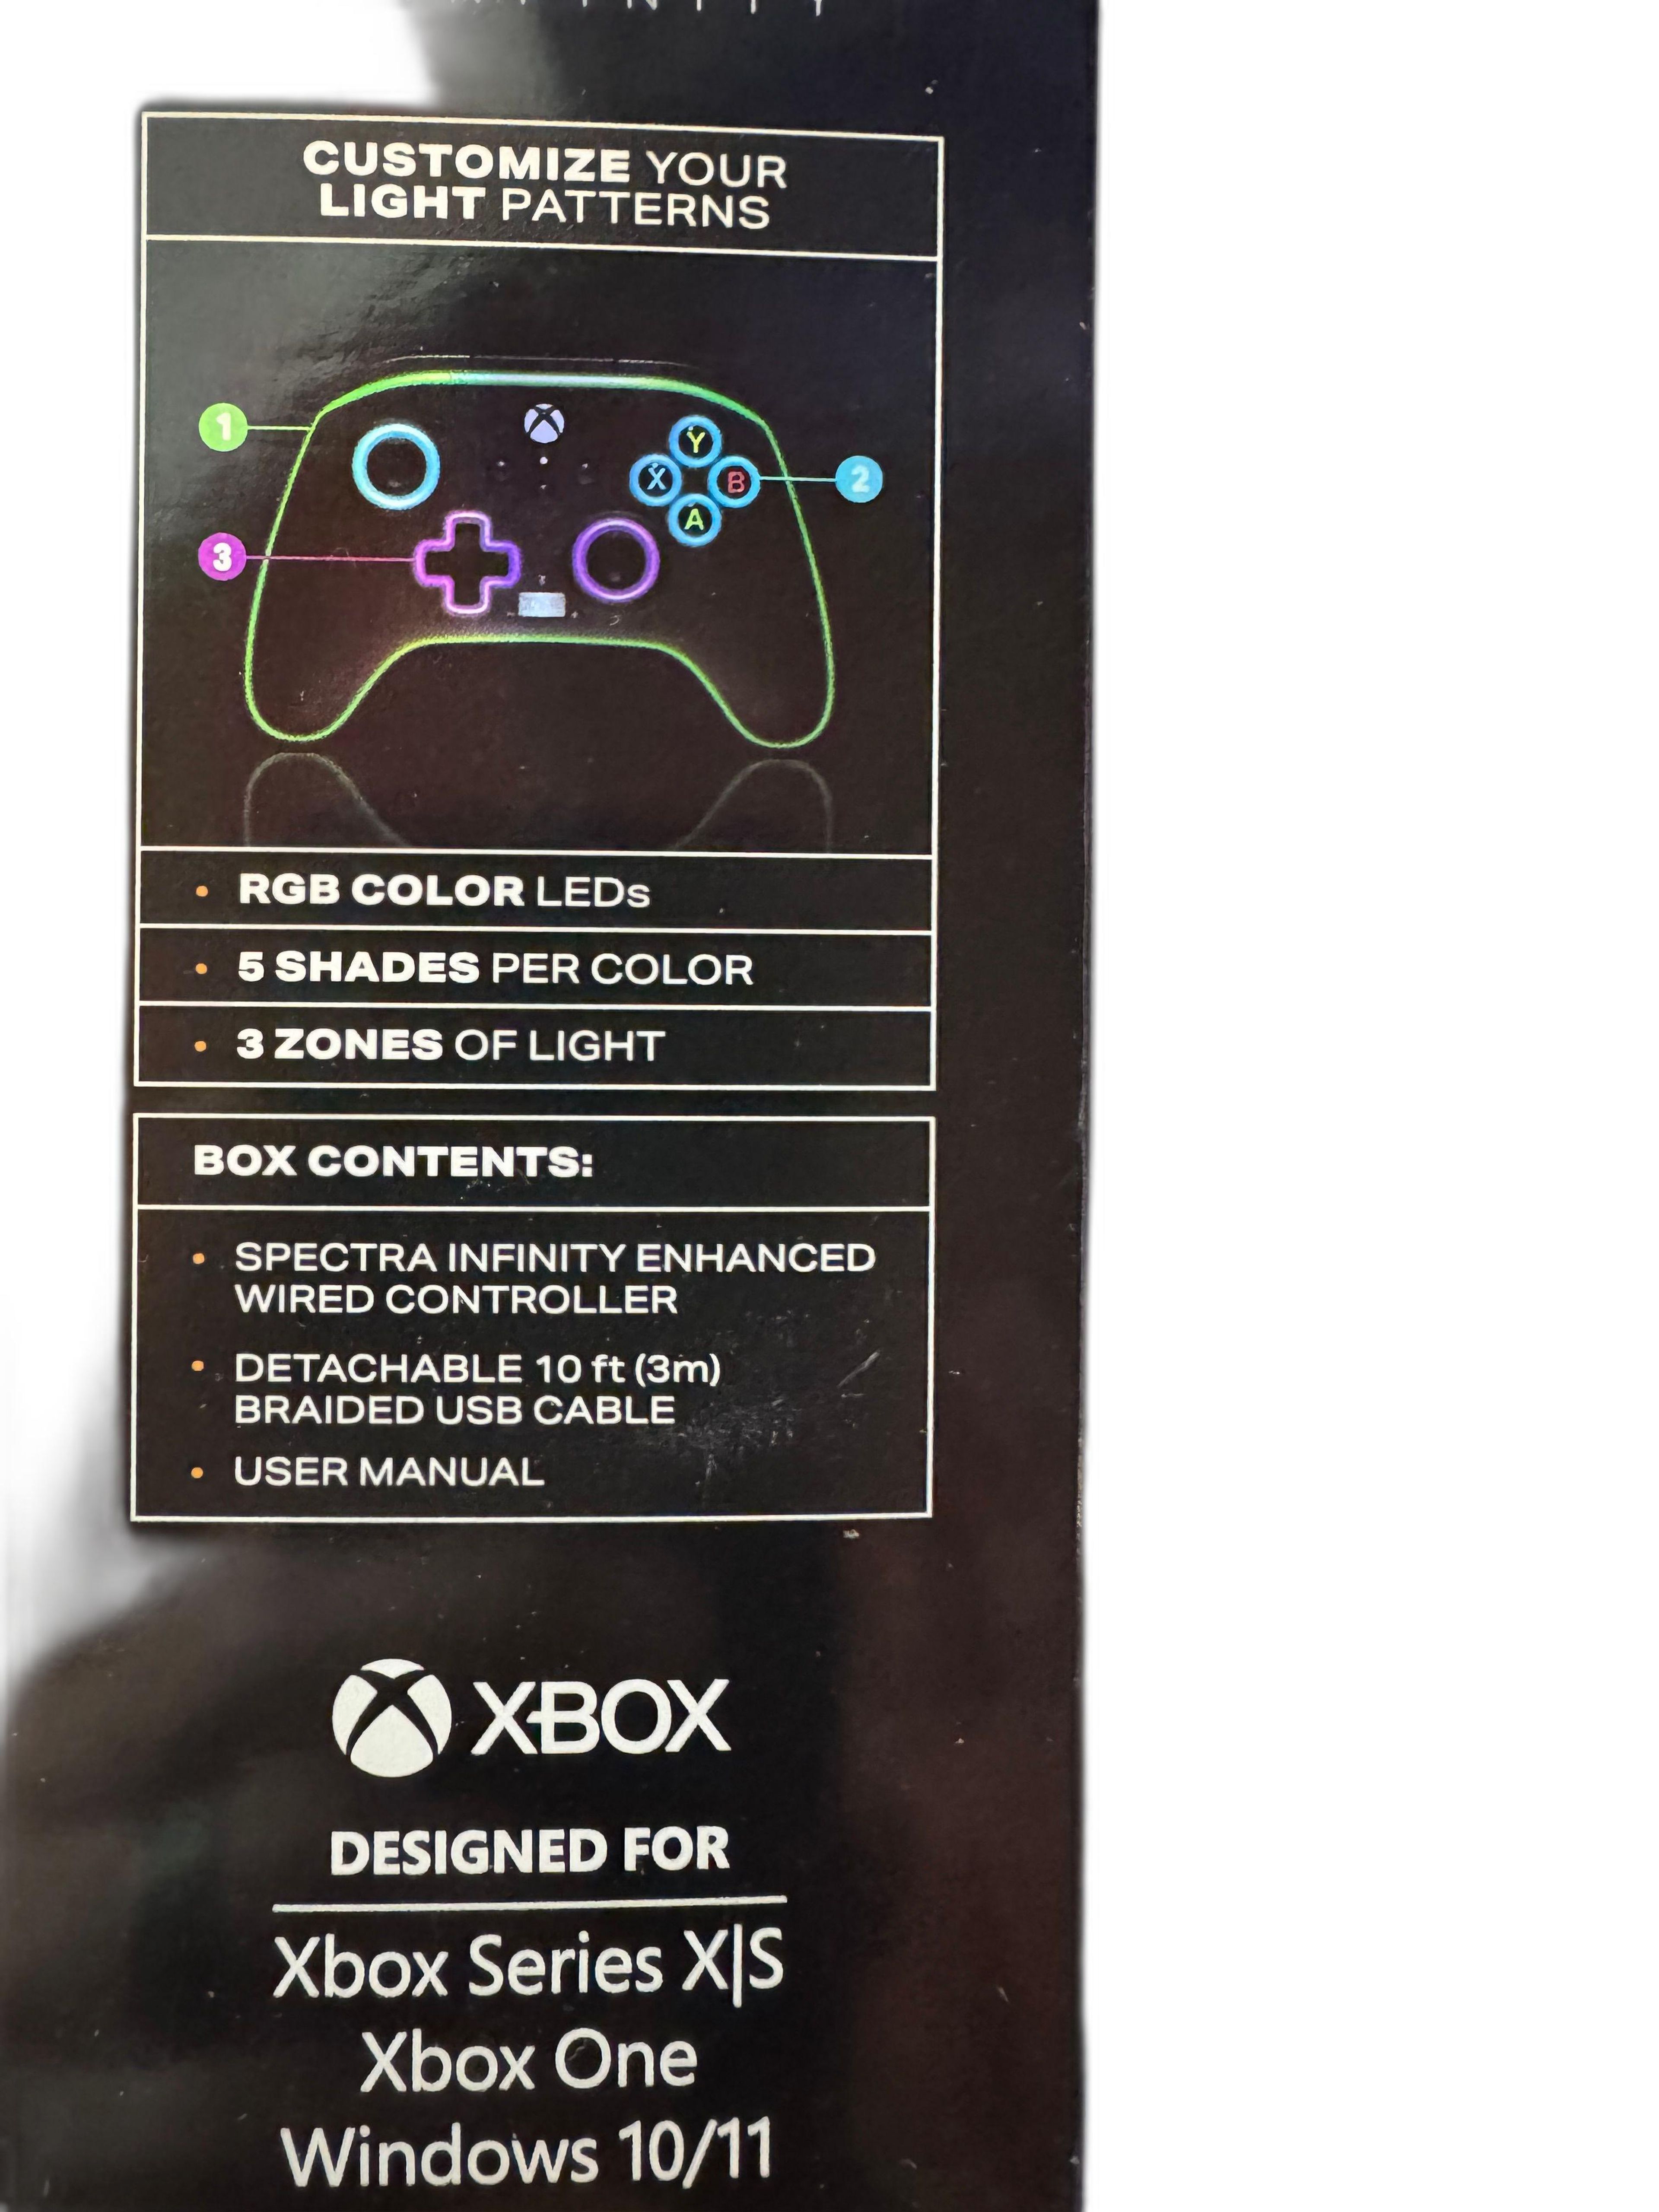 CUSTOMIZE YOUR
LIGHT PATTERNS
1
Y
X
B
2
A
3
• RGB COLOR LEDs
• 5 SHADES PER COLOR
• 3 ZONES OF LIGHT
BOX CONTENTS:
• SPECTRA INFINITY ENHANCED
WIRED CONTROLLER
• DETACHABLE 10 ft (3m)
BRAIDED USB CABLE
• USER MANUAL
XBOX
DESIGNED FOR
Xbox Series X|S
Xbox One
Windows 10/11